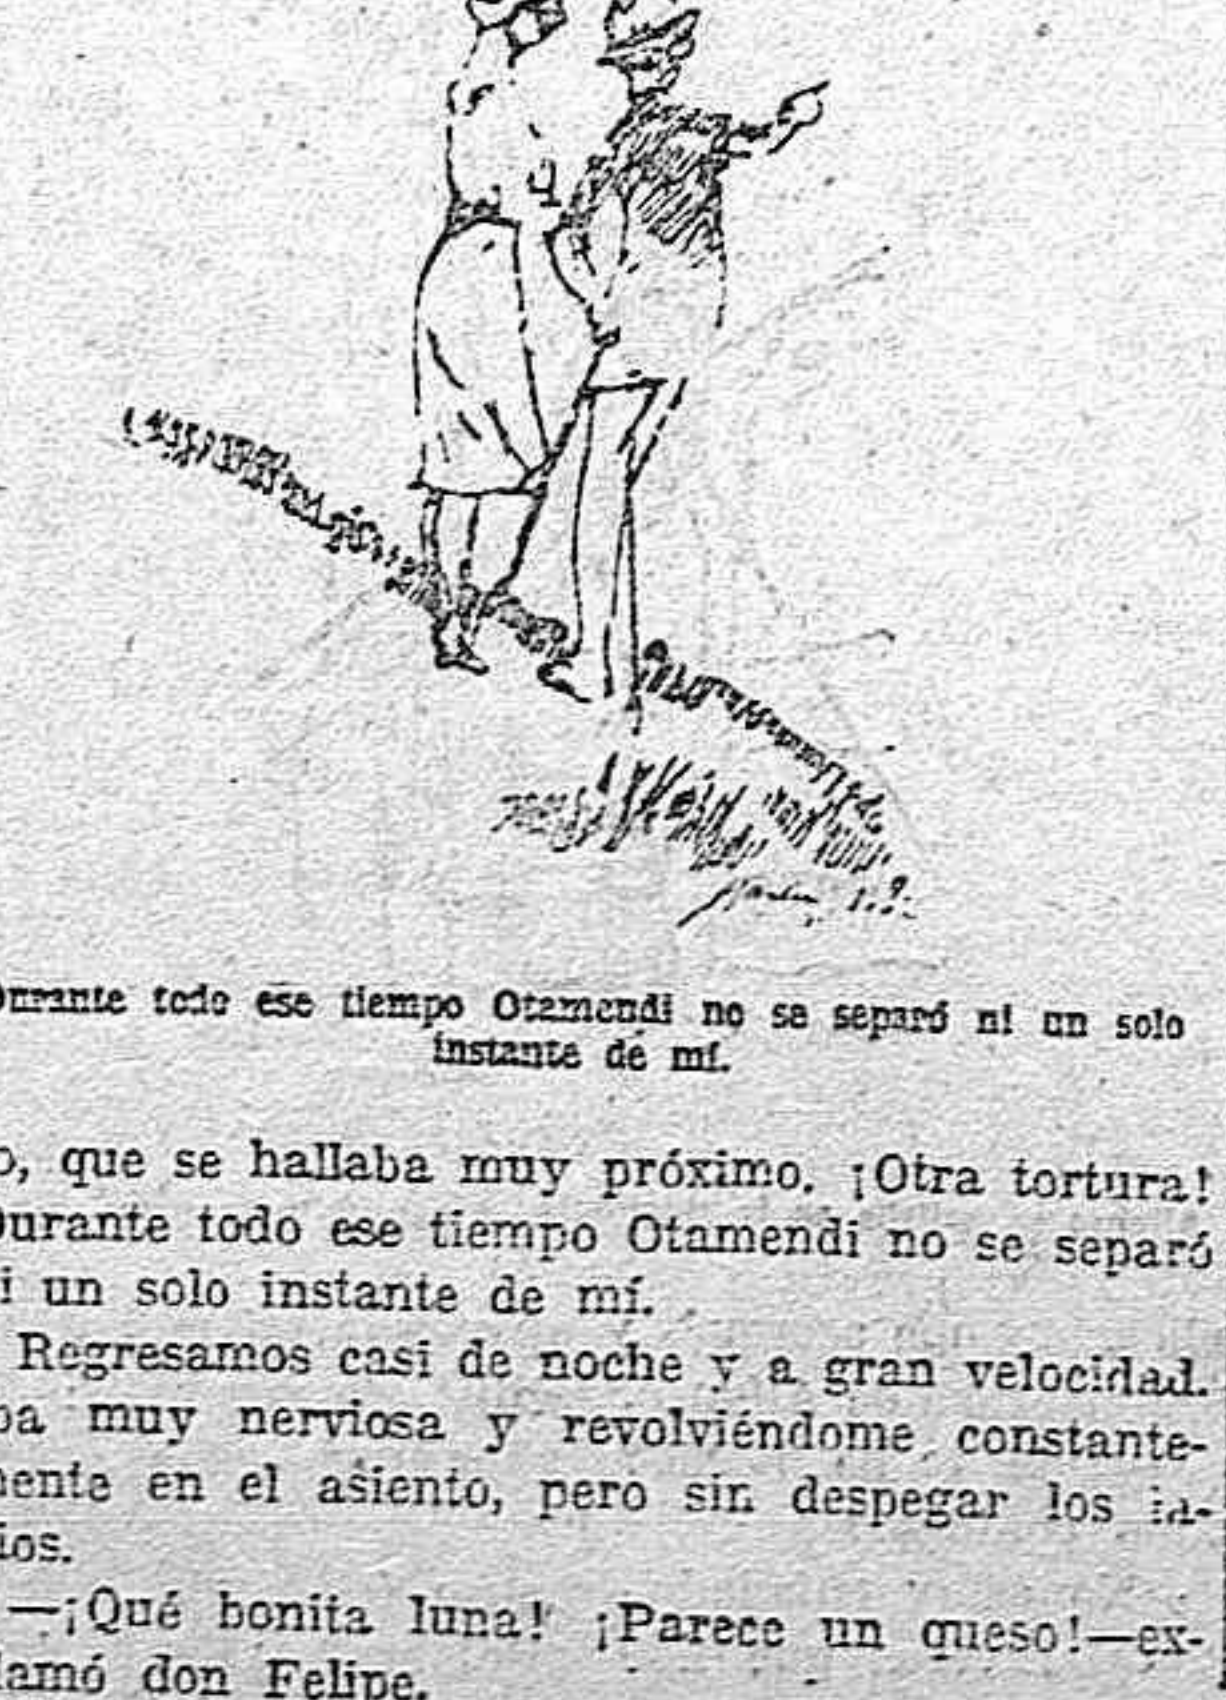 Durante todo ese tiempo Otamendi no se separó ni un solo
instante de mí.
o, que se hallaba muy próximo. ¡Otra tortura!
Durante todo ese tiempo Otamendi no se separó
i un solo instante de mí.
Regresamos casi de noche y a gran velocidad.
ba muy nerviosa y revolviéndome constante-
mente en el asiento, pero sin despegar los la-
ios.
—¡Qué bonita luna! ¡Parece un queso!—ex-
lamó don Felipe.